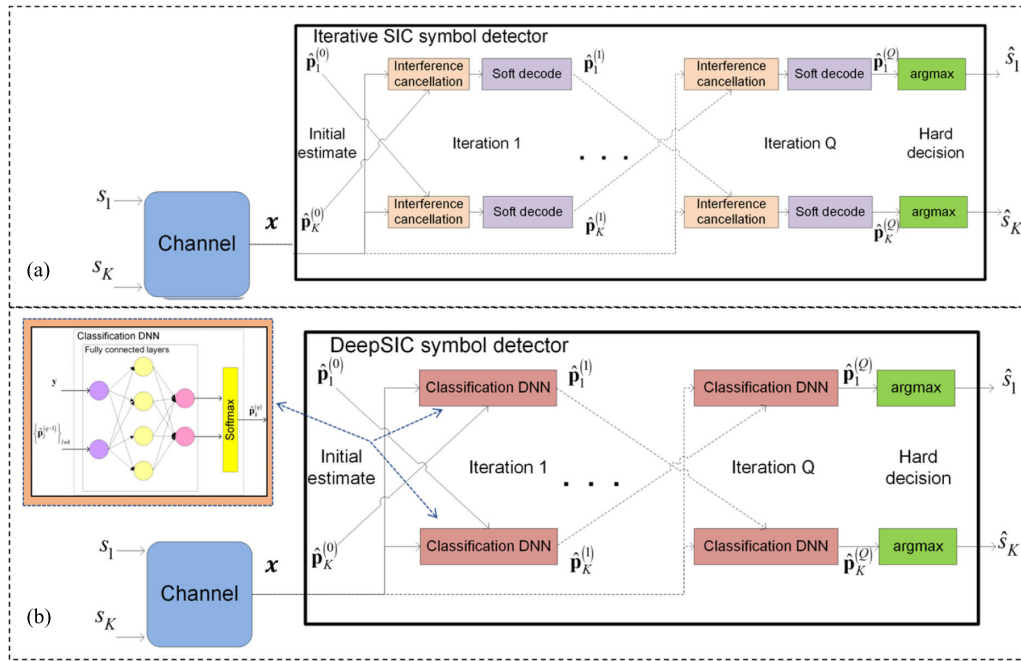 Iterative SIC symbol detector
p̂₁⁽⁰⁾
Interference cancellation
Soft decode
p̂₁⁽¹⁾
Interference cancellation
Soft decode
p̂₁⁽Q⁾
argmax
ŝ₁
Initial estimate
Iteration 1
. . .
Iteration Q
Hard decision
s₁
Channel
x
s_K
p̂_K⁽⁰⁾
Interference cancellation
Soft decode
p̂_K⁽¹⁾
Interference cancellation
Soft decode
p̂_K⁽Q⁾
argmax
ŝ_K
(a)
Classification DNN
Fully connected layers
y
{p̂_l⁽q-1⁾}_l≠k
Softmax
p̂_k⁽q⁾
DeepSIC symbol detector
p̂₁⁽⁰⁾
Classification DNN
p̂₁⁽¹⁾
Classification DNN
p̂₁⁽Q⁾
argmax
ŝ₁
Initial estimate
Iteration 1
. . .
Iteration Q
Hard decision
s₁
Channel
x
s_K
p̂_K⁽⁰⁾
Classification DNN
p̂_K⁽¹⁾
Classification DNN
p̂_K⁽Q⁾
argmax
ŝ_K
(b)